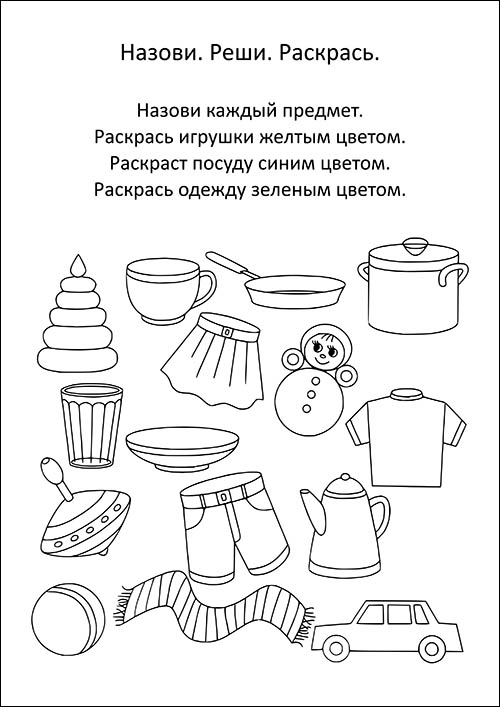 Назови. Реши. Раскрась.
Назови каждый предмет.
Раскрась игрушки желтым цветом.
Раскраст посуду синим цветом.
Раскрась одежду зеленым цветом.